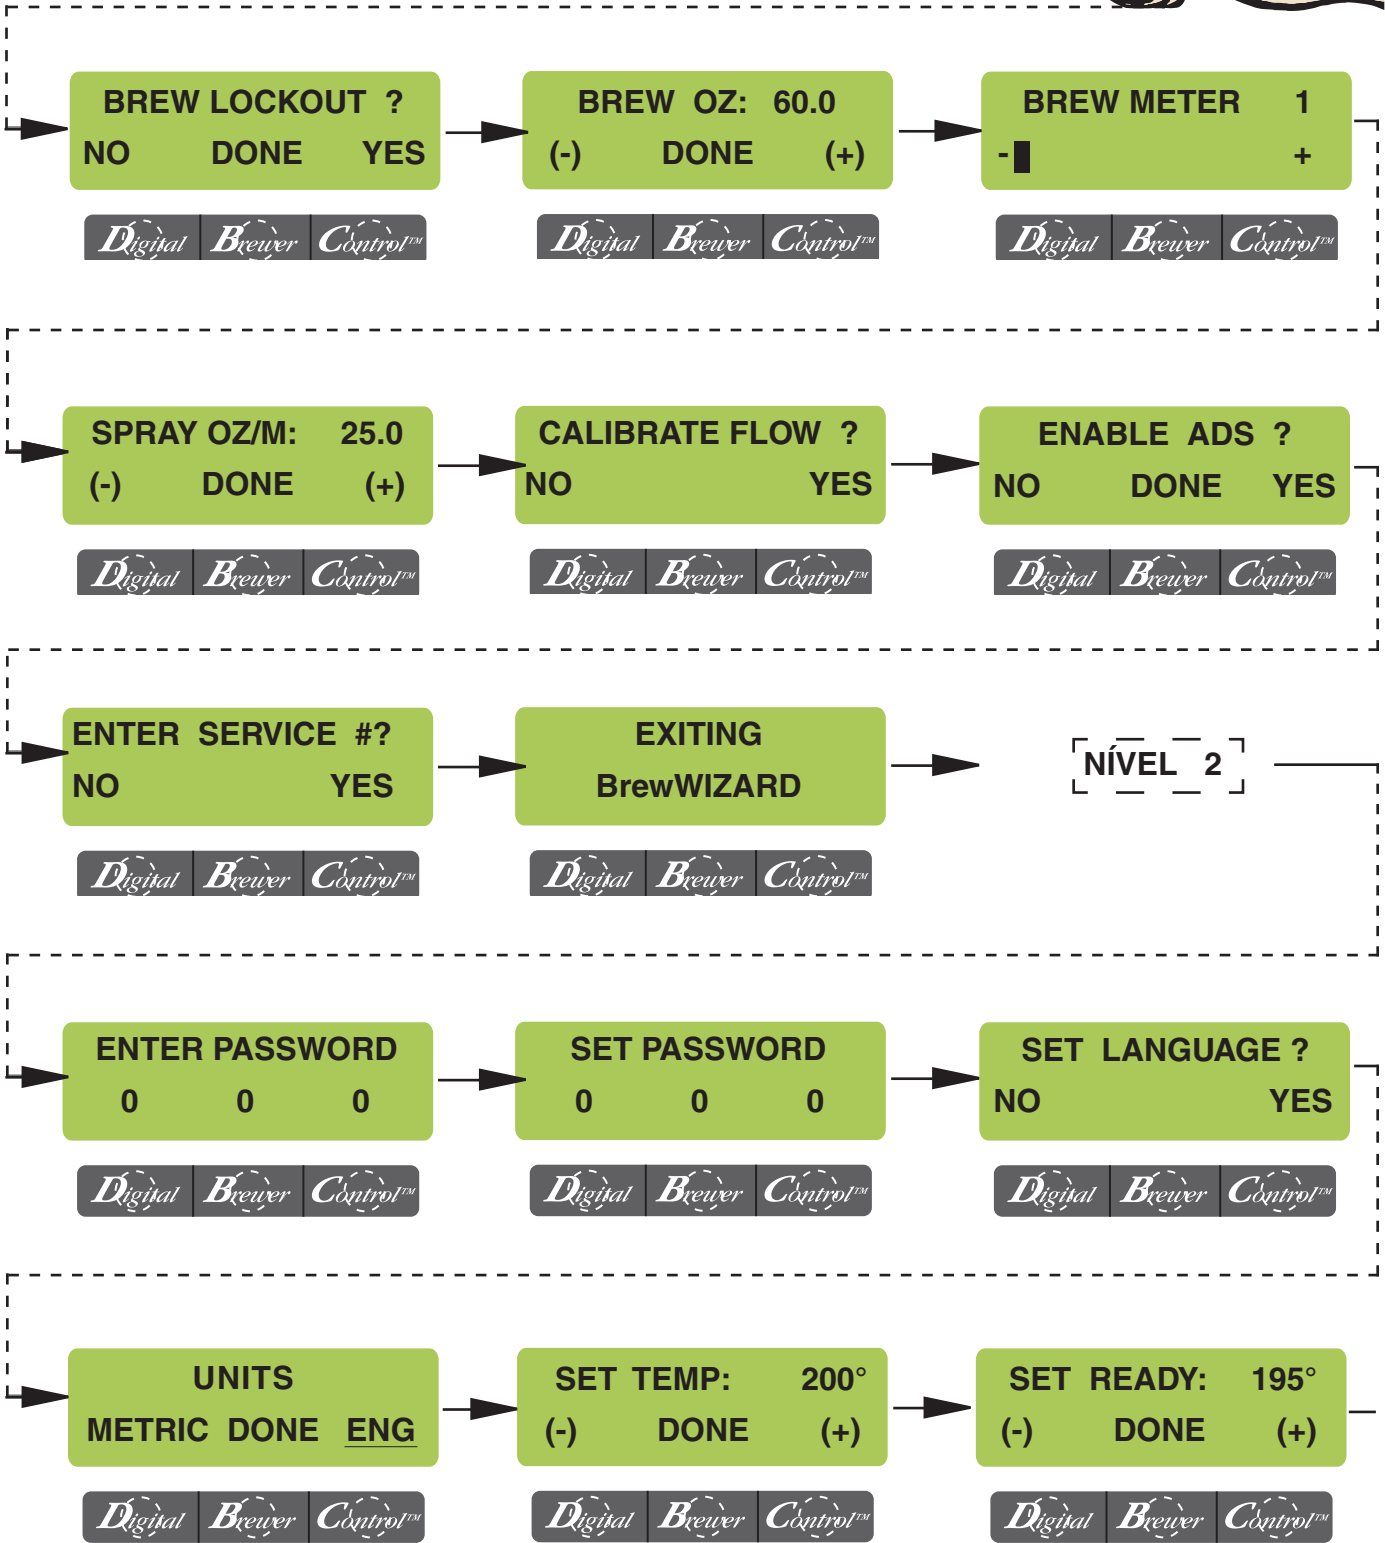 BREW LOCKOUT ?
NO DONE YES
Digital Brewer Control™
BREW OZ: 60.0
(-) DONE (+)
Digital Brewer Control™
BREW METER 1
- +
Digital Brewer Control™
SPRAY OZ/M: 25.0
(-) DONE (+)
Digital Brewer Control™
CALIBRATE FLOW ?
NO YES
Digital Brewer Control™
ENABLE ADS ?
NO DONE YES
Digital Brewer Control™
ENTER SERVICE #?
NO YES
Digital Brewer Control™
EXITING
BrewWIZARD
Digital Brewer Control™
NÍVEL 2
ENTER PASSWORD
0 0 0
Digital Brewer Control™
SET PASSWORD
0 0 0
Digital Brewer Control™
SET LANGUAGE ?
NO YES
Digital Brewer Control™
UNITS
METRIC DONE ENG
Digital Brewer Control™
SET TEMP: 200°
(-) DONE (+)
Digital Brewer Control™
SET READY: 195°
(-) DONE (+)
Digital Brewer Control™